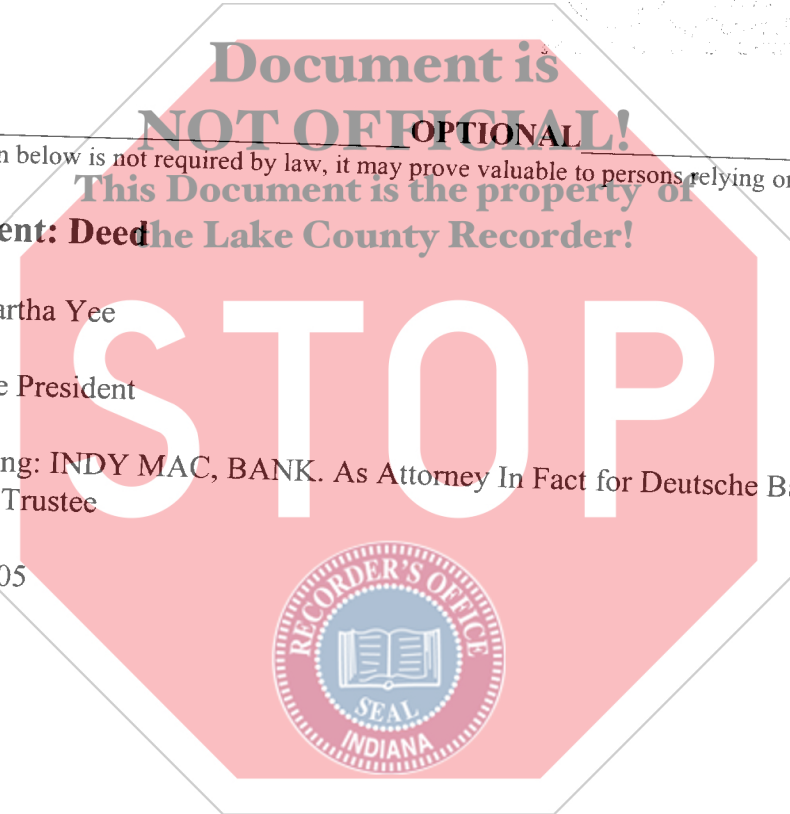 Document is
NOT OFFICIAL!
OPTIONAL
n below is not required by law, it may prove valuable to persons relying or
This Document is the property of
the Lake County Recorder!
ent: Deed
artha Yee
e President
STOP
ng: INDY MAC, BANK. As Attorney In Fact for Deutsche Ba
Trustee
05
RECORDER'S OFFICE
SEAL
INDIANA